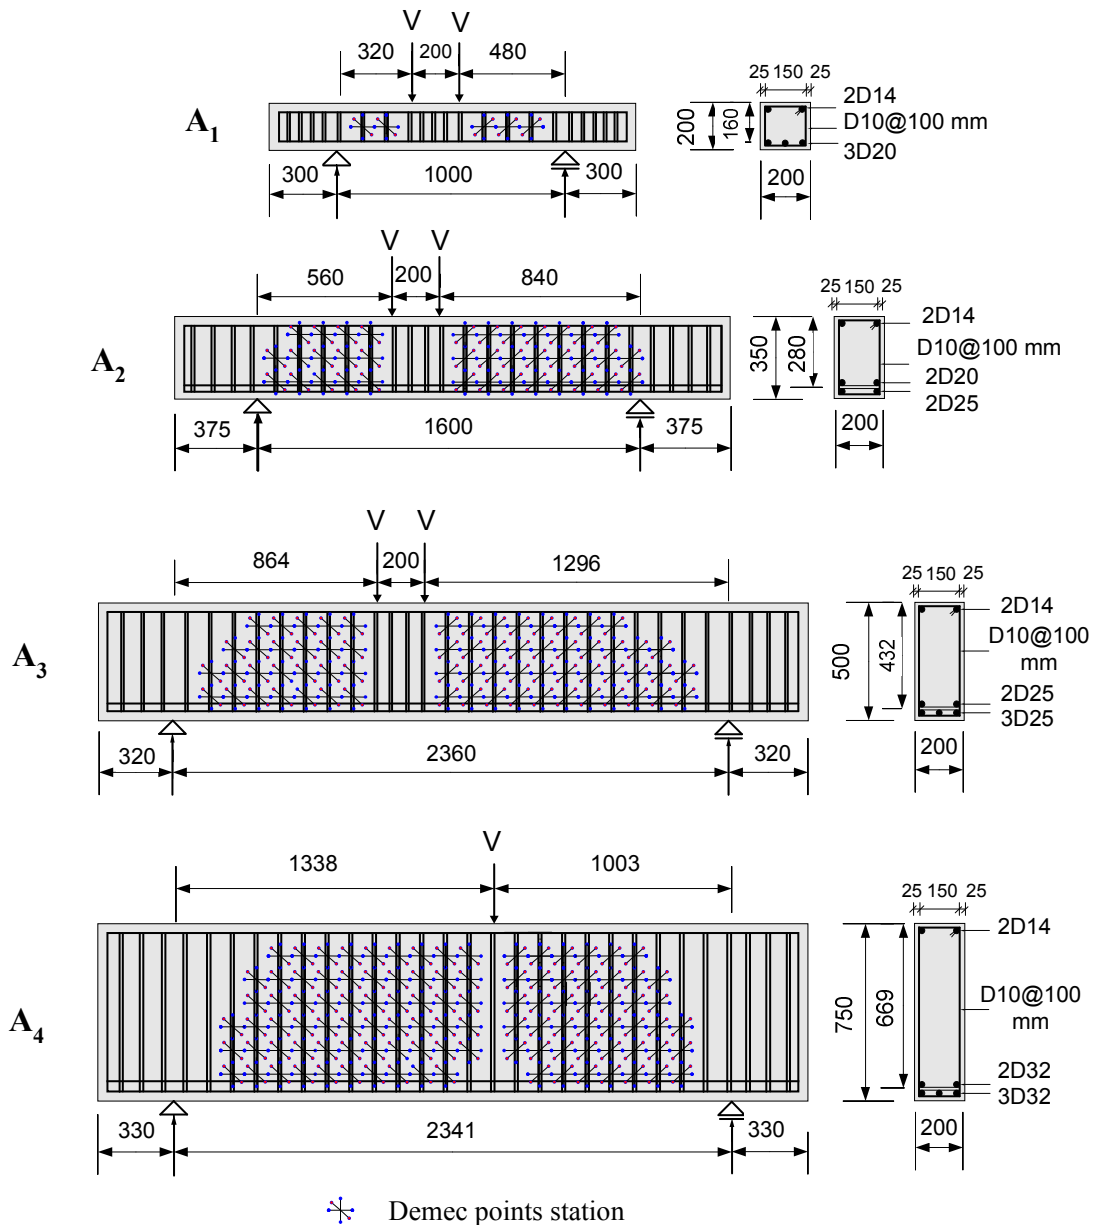 V V
320 200 480
25 150 25
A1
200 160
2D14
D10@100 mm
3D20
300 1000 300
200
V V
560 200 840
25 150 25
A2
350 280
2D14
D10@100 mm
2D20
2D25
375 1600 375
200
V V
864 200 1296
25 150 25
A3
500 432
2D14
D10@100
mm
2D25
3D25
320 2360 320
200
V
1338 1003
25 150 25
A4
750 669
2D14
D10@100
mm
2D32
3D32
330 2341 330
200
Demec points station